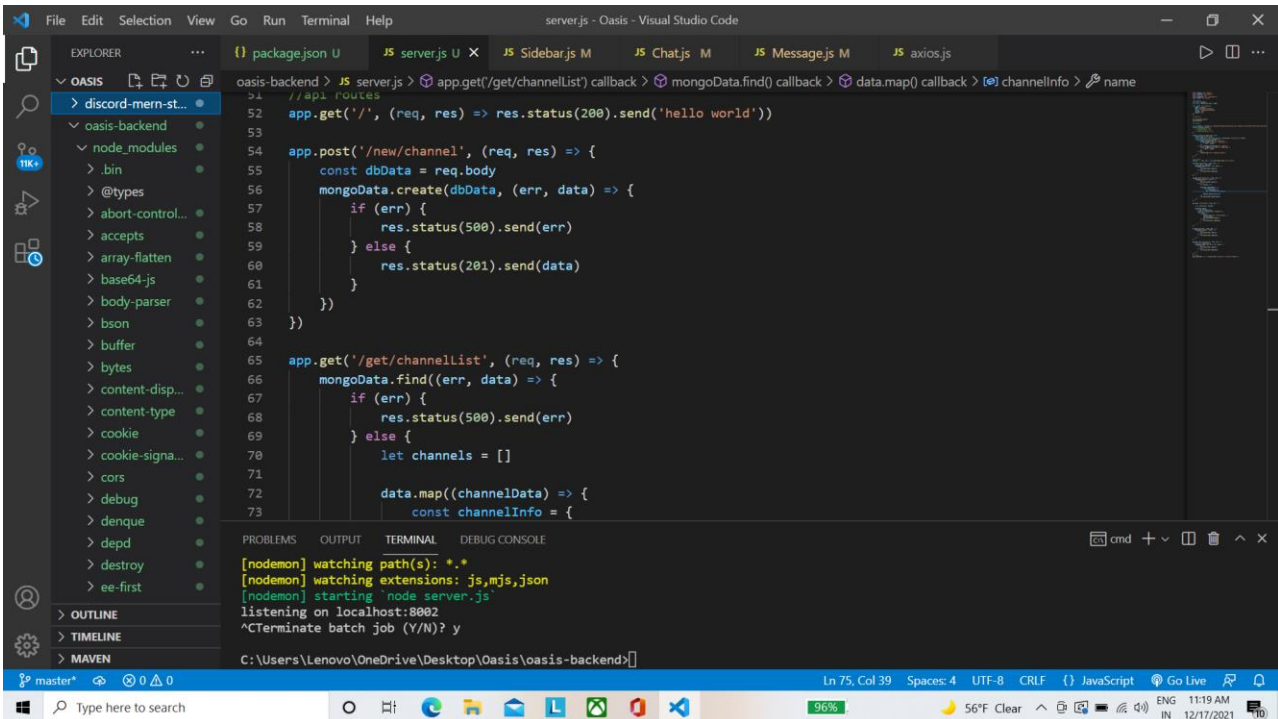 File Edit Selection View Go Run Terminal Help server.js - Oasis - Visual Studio Code
EXPLORER ... {} package.json U JS server.js U JS Sidebar.js M JS Chat.js M JS Message.js M JS axios.js
OASIS
oasis-backend > JS server.js > app.get('/get/channelList') callback > mongoData.find() callback > data.map() callback > channelInfo > name
discord-mern-st...
oasis-backend
node_modules
.bin
@types
abort-control...
accepts
array-flatten
base64-js
body-parser
bson
buffer
bytes
content-disp...
content-type
cookie
cookie-signa...
cors
debug
denque
depd
destroy
ee-first
OUTLINE
TIMELINE
MAVEN
11K+
51 //api routes
52 app.get('/', (req, res) => res.status(200).send('hello world'))
53
54 app.post('/new/channel', (req, res) => {
55 const dbData = req.body
56 mongoData.create(dbData, (err, data) => {
57 if (err) {
58 res.status(500).send(err)
59 } else {
60 res.status(201).send(data)
61 }
62 })
63 })
64
65 app.get('/get/channelList', (req, res) => {
66 mongoData.find((err, data) => {
67 if (err) {
68 res.status(500).send(err)
69 } else {
70 let channels = []
71
72 data.map((channelData) => {
73 const channelInfo = {
PROBLEMS OUTPUT TERMINAL DEBUG CONSOLE cmd
[nodemon] watching path(s): *.*
[nodemon] watching extensions: js,mjs,json
[nodemon] starting `node server.js`
listening on localhost:8002
^CTerminate batch job (Y/N)? y
C:\Users\Lenovo\OneDrive\Desktop\Oasis\oasis-backend>
master* 0 0 Ln 75, Col 39 Spaces: 4 UTF-8 CRLF {} JavaScript Go Live
Type here to search L 96% 56°F Clear ENG IN 11:19 AM 12/17/2021 10